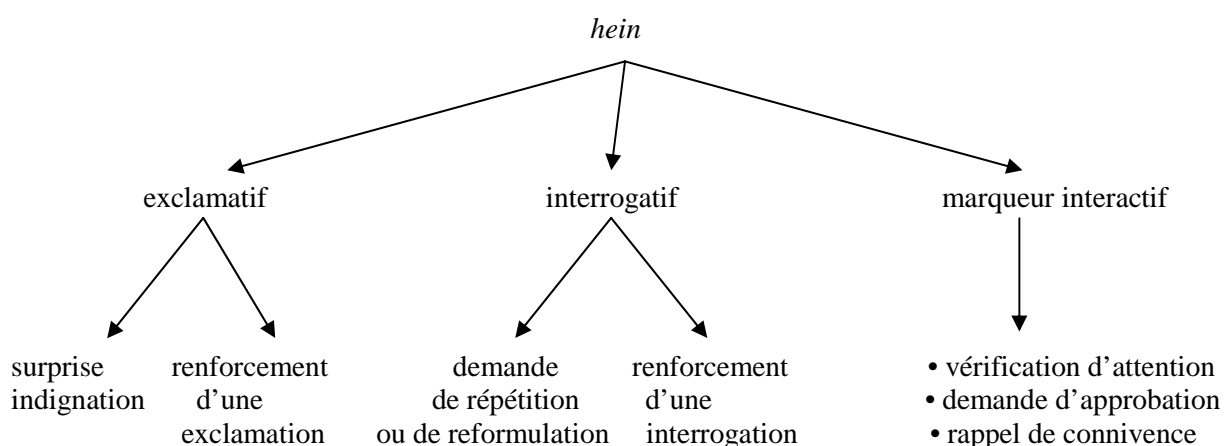 hein
exclamatif interrogatif marqueur interactif
surprise renforcement demande renforcement • vérification d'attention
indignation d'une de répétition d'une • demande d'approbation
exclamation ou de reformulation interrogation • rappel de connivence